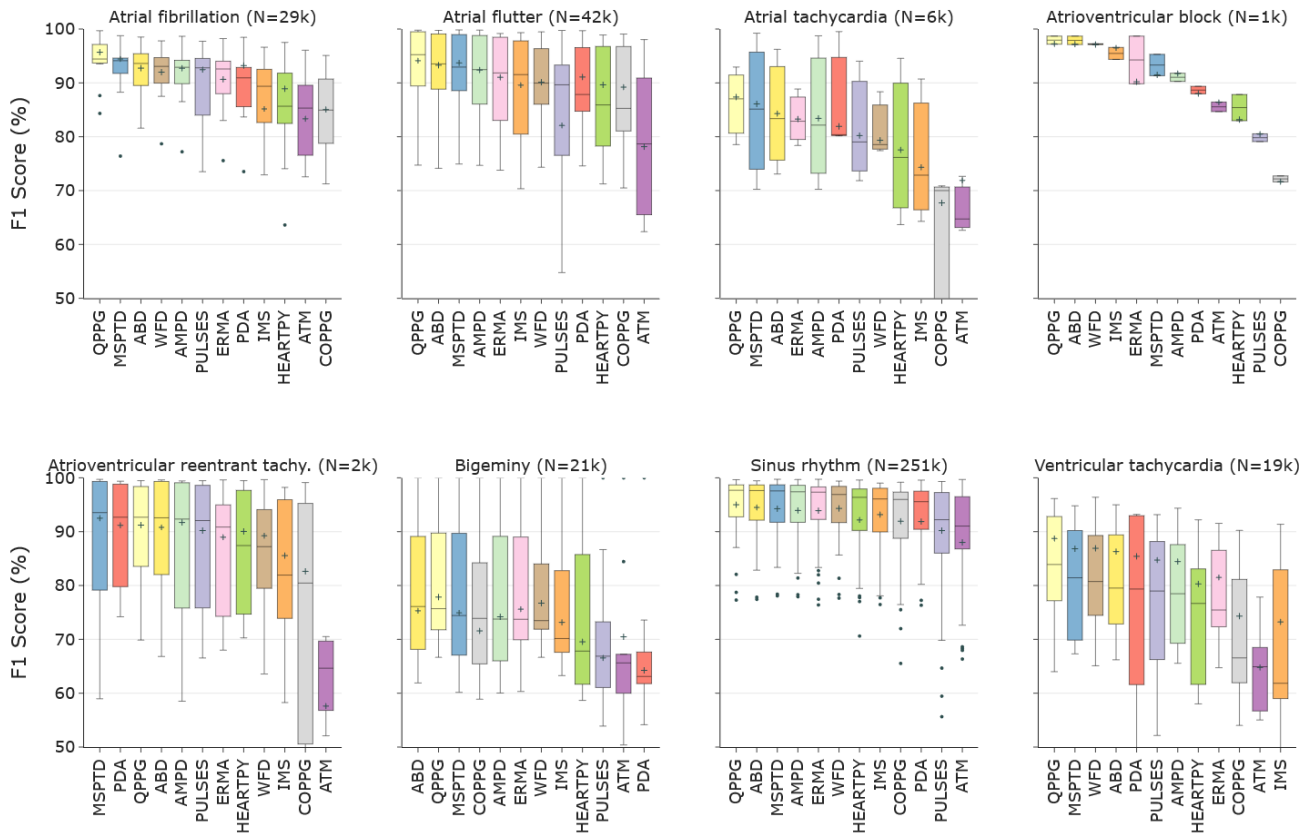 Atrial fibrillation (N=29k)
Atrial flutter (N=42k)
Atrial tachycardia (N=6k)
Atrioventricular block (N=1k)
F1 Score (%)
100
90
80
70
60
50
QPPG
MSPTD
ABD
WFD
AMPD
PULSES
ERMA
PDA
IMS
HEARTPY
ATM
COPPG
QPPG
ABD
MSPTD
AMPD
ERMA
IMS
WFD
PULSES
PDA
HEARTPY
COPPG
ATM
QPPG
MSPTD
ABD
ERMA
AMPD
PDA
PULSES
WFD
HEARTPY
IMS
COPPG
ATM
QPPG
ABD
WFD
IMS
ERMA
MSPTD
AMPD
PDA
ATM
HEARTPY
PULSES
COPPG
Atrioventricular reentrant tachy. (N=2k)
Bigeminy (N=21k)
Sinus rhythm (N=251k)
Ventricular tachycardia (N=19k)
F1 Score (%)
100
90
80
70
60
50
MSPTD
PDA
QPPG
ABD
AMPD
PULSES
ERMA
HEARTPY
WFD
IMS
COPPG
ATM
ABD
QPPG
MSPTD
COPPG
AMPD
ERMA
WFD
IMS
HEARTPY
PULSES
ATM
PDA
QPPG
ABD
MSPTD
AMPD
ERMA
WFD
HEARTPY
IMS
COPPG
PDA
PULSES
ATM
QPPG
MSPTD
WFD
ABD
PDA
PULSES
AMPD
HEARTPY
ERMA
COPPG
ATM
IMS